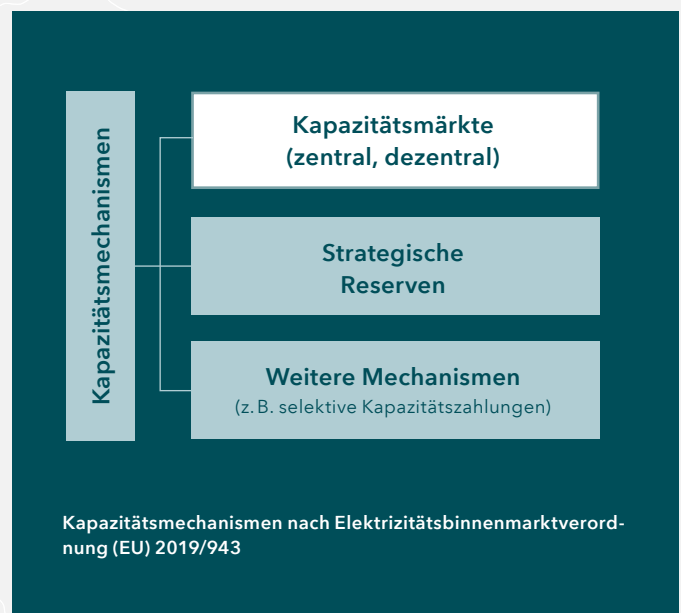 Kapazitätsmechanismen
Kapazitätsmärkte
(zentral, dezentral)
Strategische
Reserven
Weitere Mechanismen
(z. B. selektive Kapazitätszahlungen)
Kapazitätsmechanismen nach Elektrizitätsbinnenmarktverord-
nung (EU) 2019/943